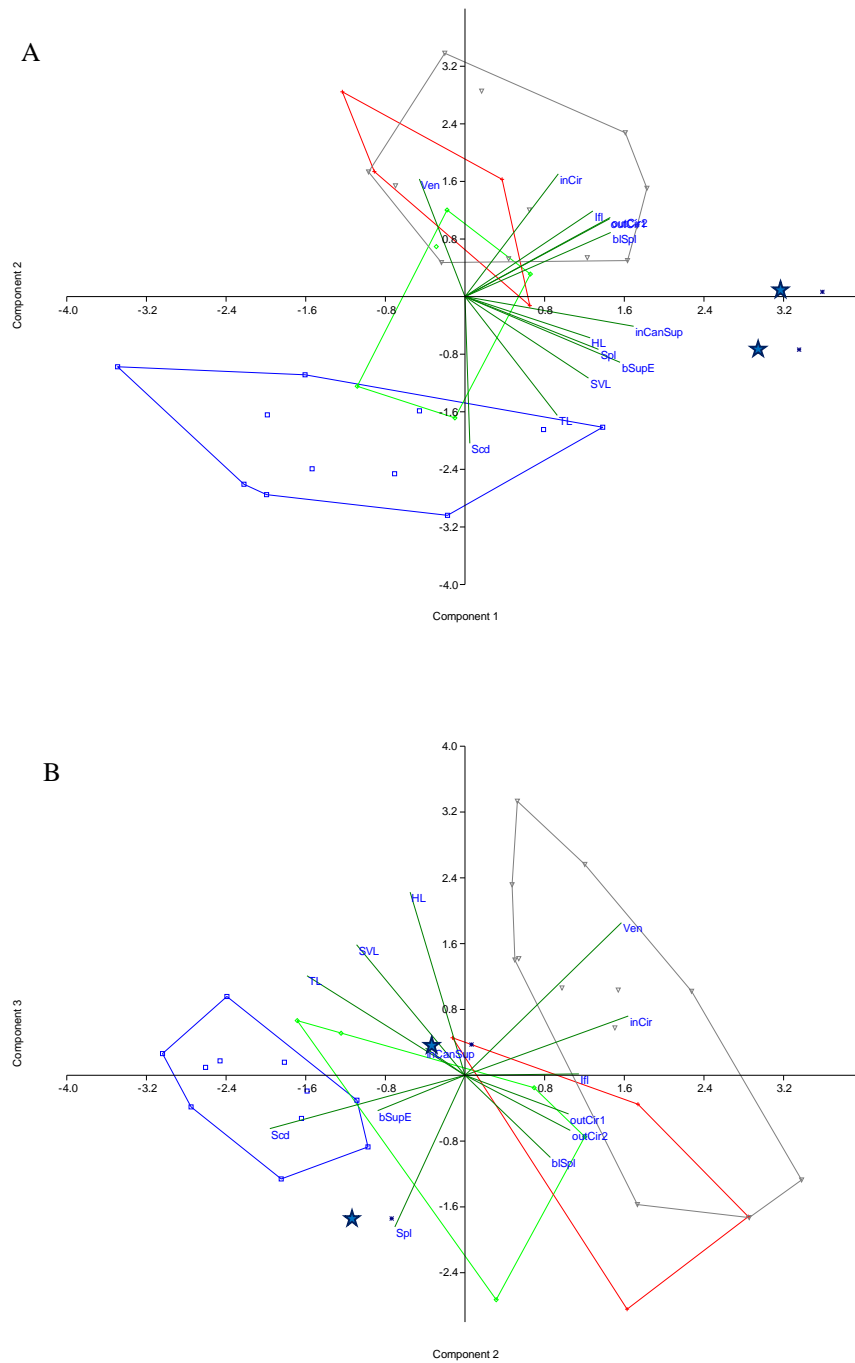 A
3.2
2.4
1.6
0.8
-4.0 -3.2 -2.4 -1.6 -0.8 0.8 1.6 2.4 3.2
-0.8
-1.6
-2.4
-3.2
-4.0
Component 2
Component 1
Ven
inCir
Ifl
outCir2
blSpl
inCanSup
HL
Spl
bSupE
SVL
TL
Scd
B
4.0
3.2
2.4
1.6
0.8
-4.0 -3.2 -2.4 -1.6 -0.8 0.8 1.6 2.4 3.2
-0.8
-1.6
-2.4
Component 3
Component 2
HL
Ven
SVL
TL
inCir
inCanSup
Ifl
bSupE
outCir1
Scd
outCir2
blSpl
Spl